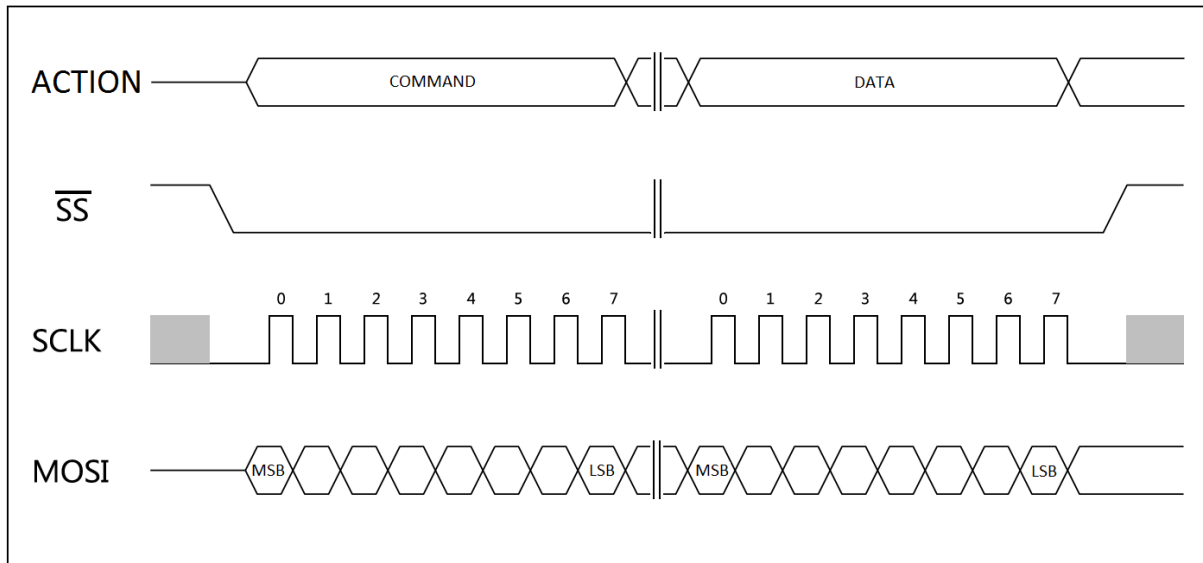 ACTION
COMMAND
DATA
SS
0 1 2 3 4 5 6 7 0 1 2 3 4 5 6 7
SCLK
MOSI
MSB LSB MSB LSB